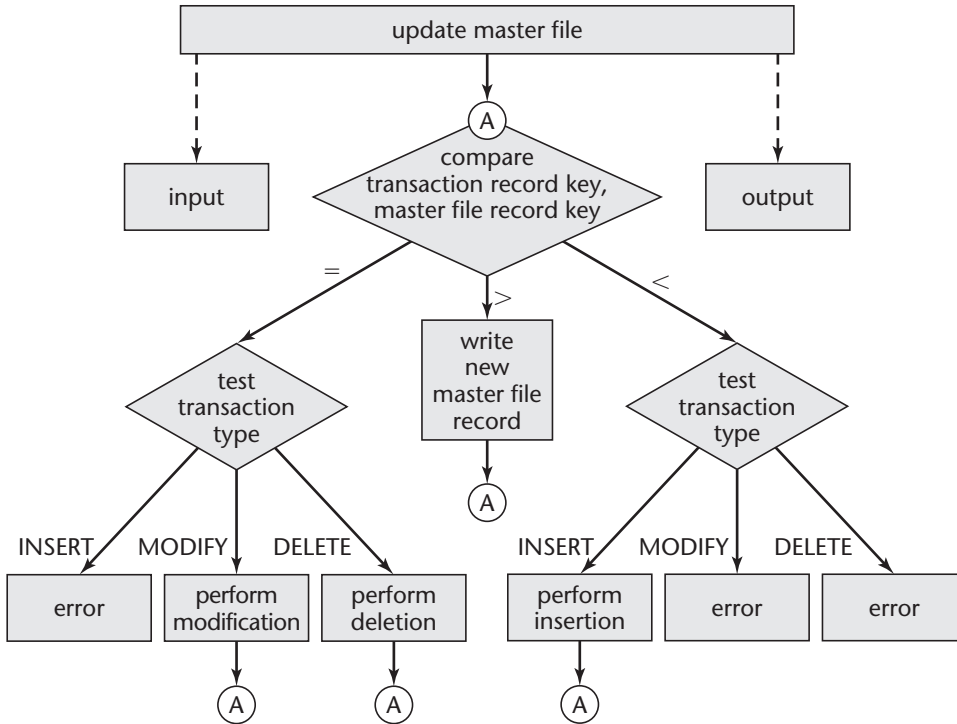 update master file
A
input
compare
transaction record key,
master file record key
output
=
>
<
test
transaction
type
write
new
master file
record
test
transaction
type
A
INSERT
MODIFY
DELETE
INSERT
MODIFY
DELETE
error
perform
modification
perform
deletion
perform
insertion
error
error
A
A
A